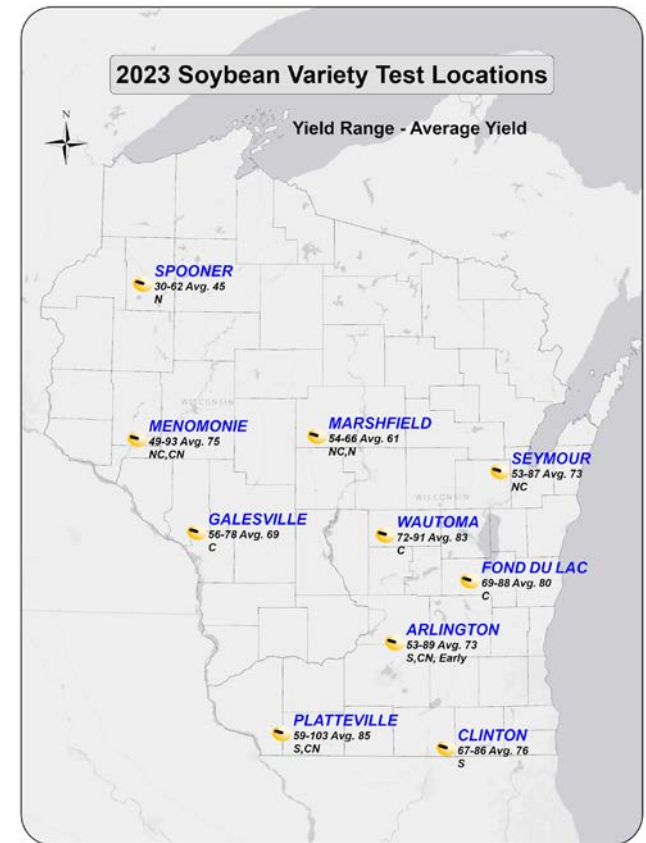 2023 Soybean Variety Test Locations
N
Yield Range - Average Yield
SPOONER
30-62 Avg. 45
N
WISCONSIN
MENOMONIE
49-93 Avg. 75
NC,CN
MARSHFIELD
54-66 Avg. 61
NC,N
SEYMOUR
53-87 Avg. 73
NC
WISCONSIN
GALESVILLE
56-78 Avg. 69
C
WAUTOMA
72-91 Avg. 83
C
FOND DU LAC
69-88 Avg. 80
C
ARLINGTON
53-89 Avg. 73
S,CN, Early
PLATTEVILLE
59-103 Avg. 85
S,CN
CLINTON
67-86 Avg. 76
S